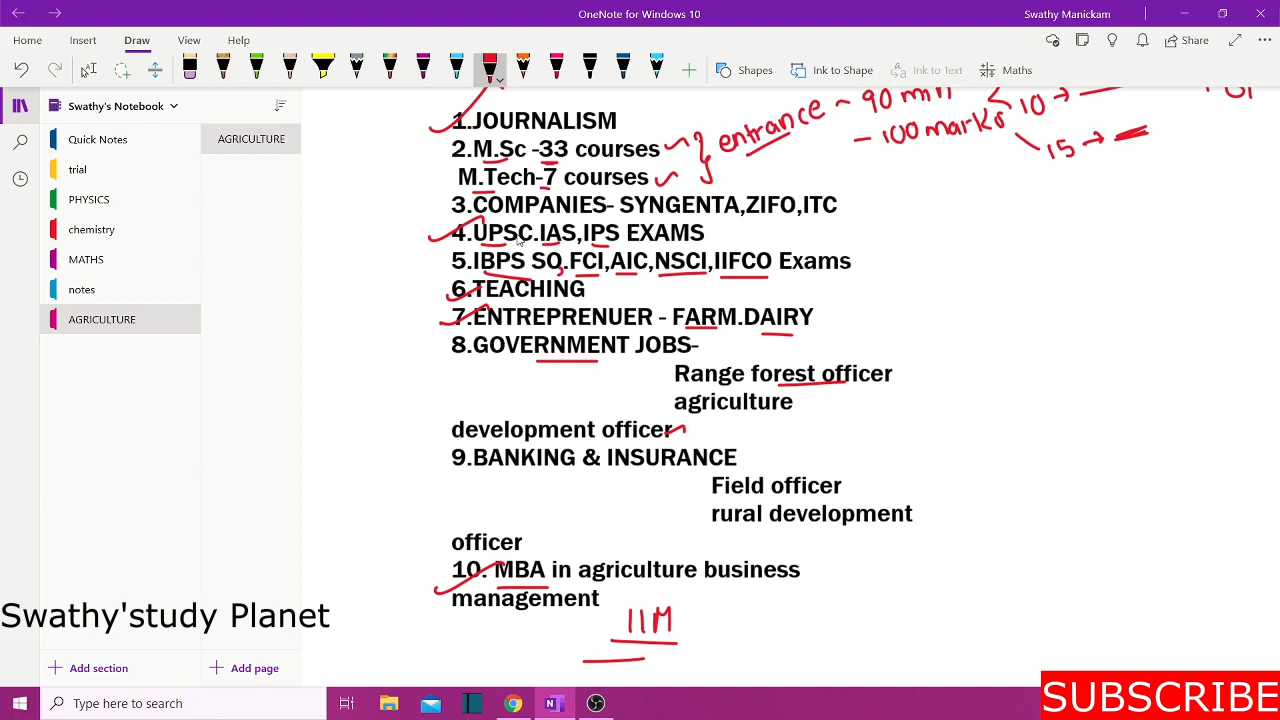 OneNote for Windows 10
Swathy Manickam
Home Insert Draw View Help
Share
Shapes Ink to Shape Ink to Text Maths
Swathy's Notebook
Quick Notes
trial
PHYSICS
chemistry
MATHS
notes
AGRICULTURE
AGRICULTURE
1.JOURNALISM
2.M.Sc -33 courses
M.Tech-7 courses
entrance ~ 90 min
- 100 marks
10 →
15 →
3.COMPANIES- SYNGENTA,ZIFO,ITC
4.UPSC.IAS,IPS EXAMS
5.IBPS SO.FCI,AIC,NSCI,IIFCO Exams
6.TEACHING
7.ENTREPRENUER - FARM.DAIRY
8.GOVERNMENT JOBS-
Range forest officer
agriculture
development officer
9.BANKING & INSURANCE
Field officer
rural development
officer
10. MBA in agriculture business
management
IIM
Swathy'study Planet
Add section
Add page
Type here to search
SUBSCRIBE